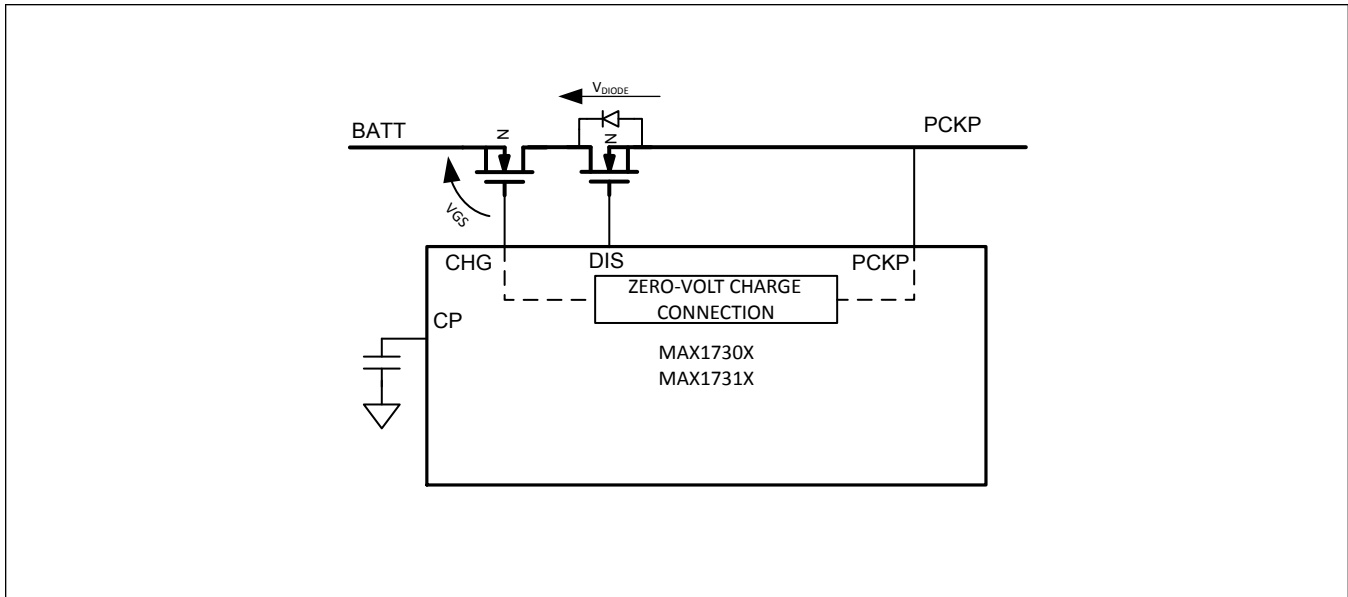 VDIODE
BATT
N
N
PCKP
VGS
CHG
DIS
PCKP
ZERO-VOLT CHARGE
CONNECTION
CP
MAX1730X
MAX1731X